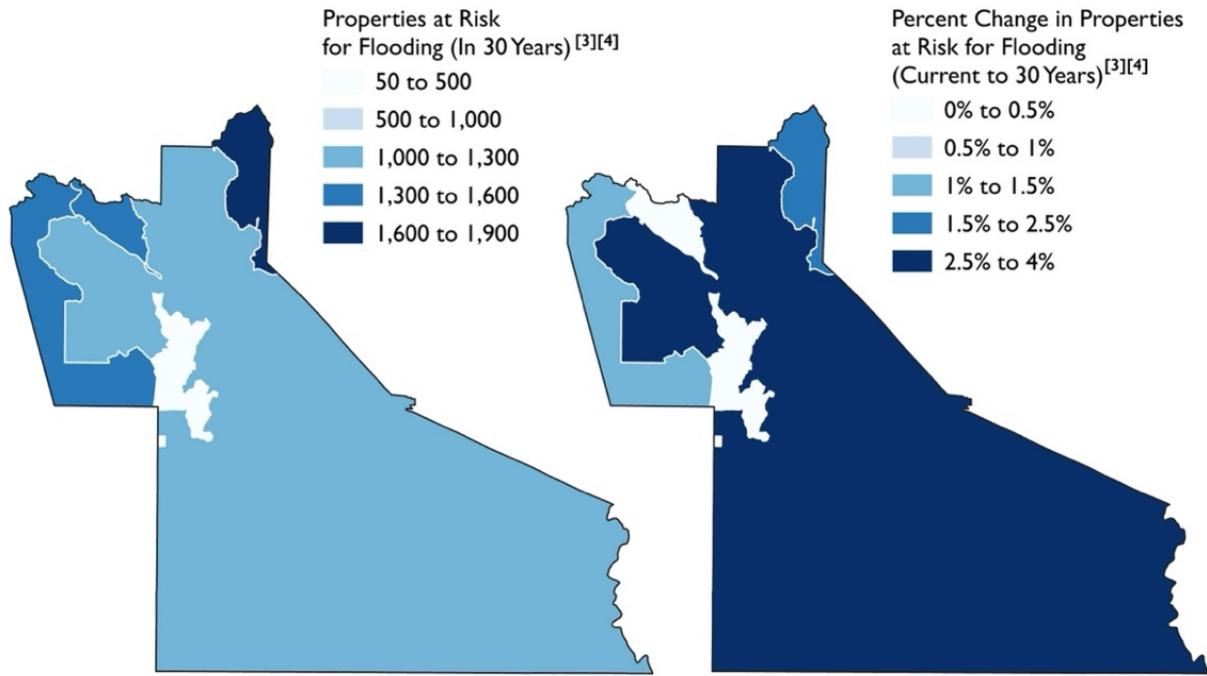 Properties at Risk
for Flooding (In 30 Years) [3][4]
50 to 500
500 to 1,000
1,000 to 1,300
1,300 to 1,600
1,600 to 1,900
Percent Change in Properties
at Risk for Flooding
(Current to 30 Years)[3][4]
0% to 0.5%
0.5% to 1%
1% to 1.5%
1.5% to 2.5%
2.5% to 4%